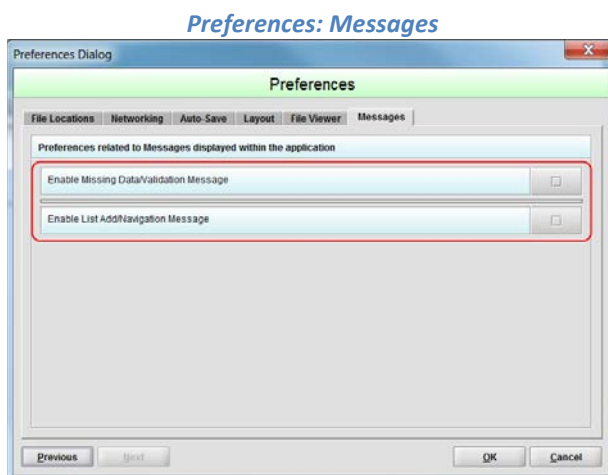 Preferences: Messages
Preferences Dialog
Preferences
File Locations Networking Auto-Save Layout File Viewer Messages
Preferences related to Messages displayed within the application
Enable Missing Data/Validation Message
Enable List Add/Navigation Message
Previous Next OK Cancel